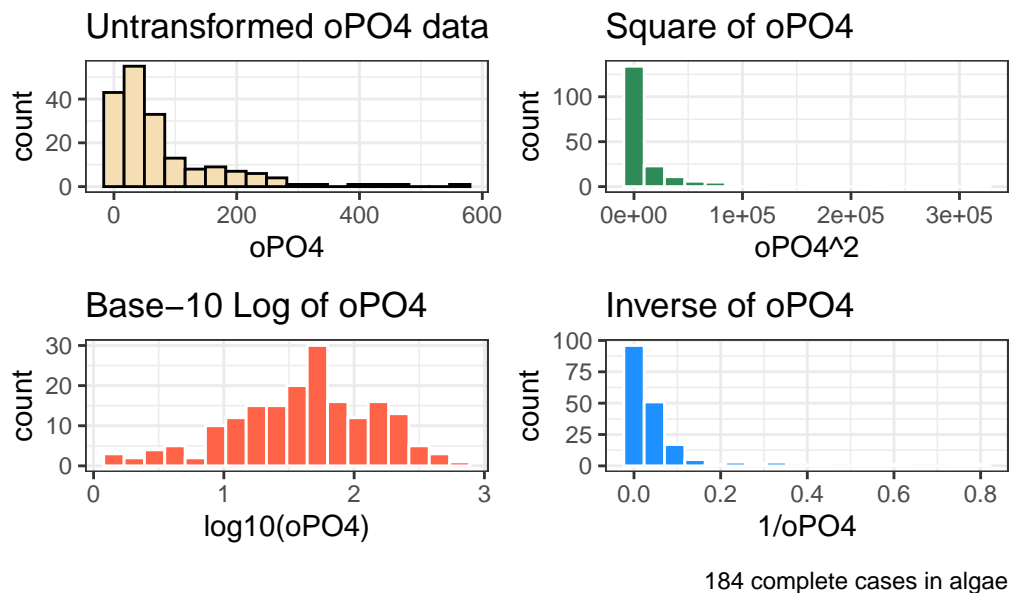 Untransformed oPO4 data
count
40
20
0
0
200
400
600
oPO4
Square of oPO4
count
100
50
0
0e+00
1e+05
2e+05
3e+05
oPO4^2
Base−10 Log of oPO4
count
30
20
10
0
0
1
2
3
log10(oPO4)
Inverse of oPO4
count
100
75
50
25
0
0.0
0.2
0.4
0.6
0.8
1/oPO4
184 complete cases in algae